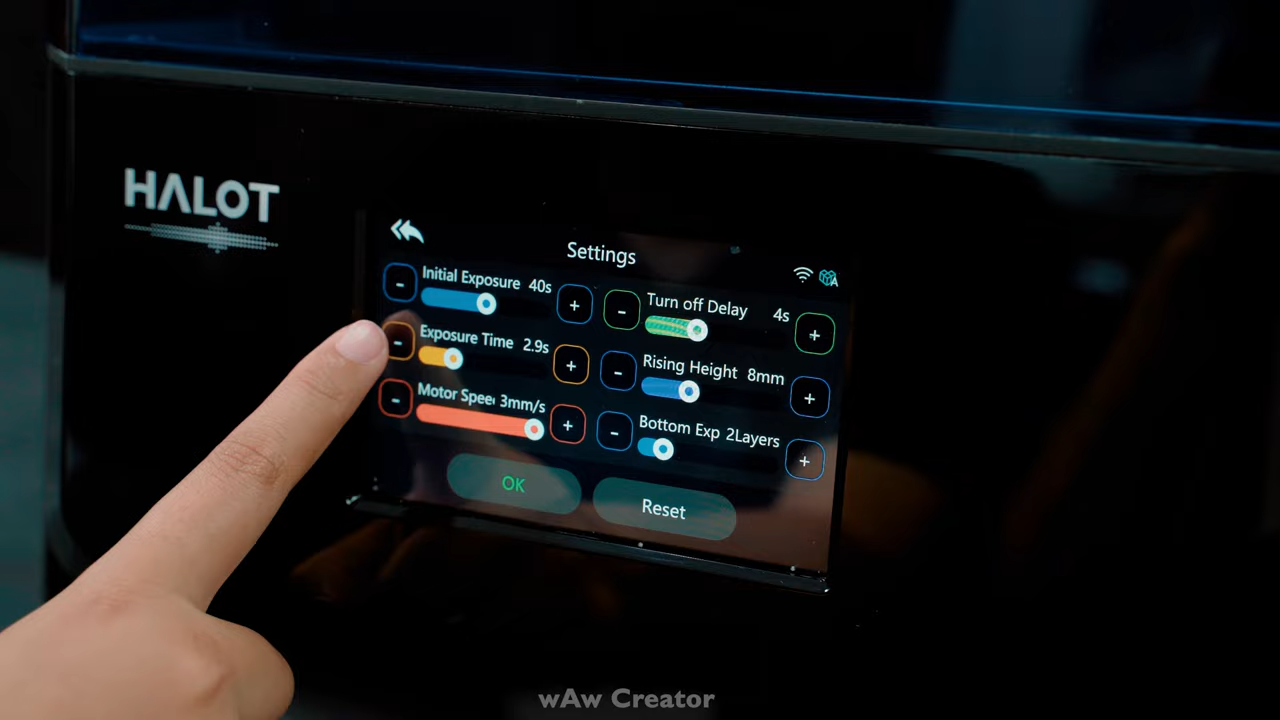 HALOT
Settings
Initial Exposure 40s
- +
Exposure Time 2.9s
- +
Motor Spee 3mm/s
- +
Turn off Delay 4s
- +
Rising Height 8mm
- +
Bottom Exp 2Layers
- +
OK
Reset
wAw Creator